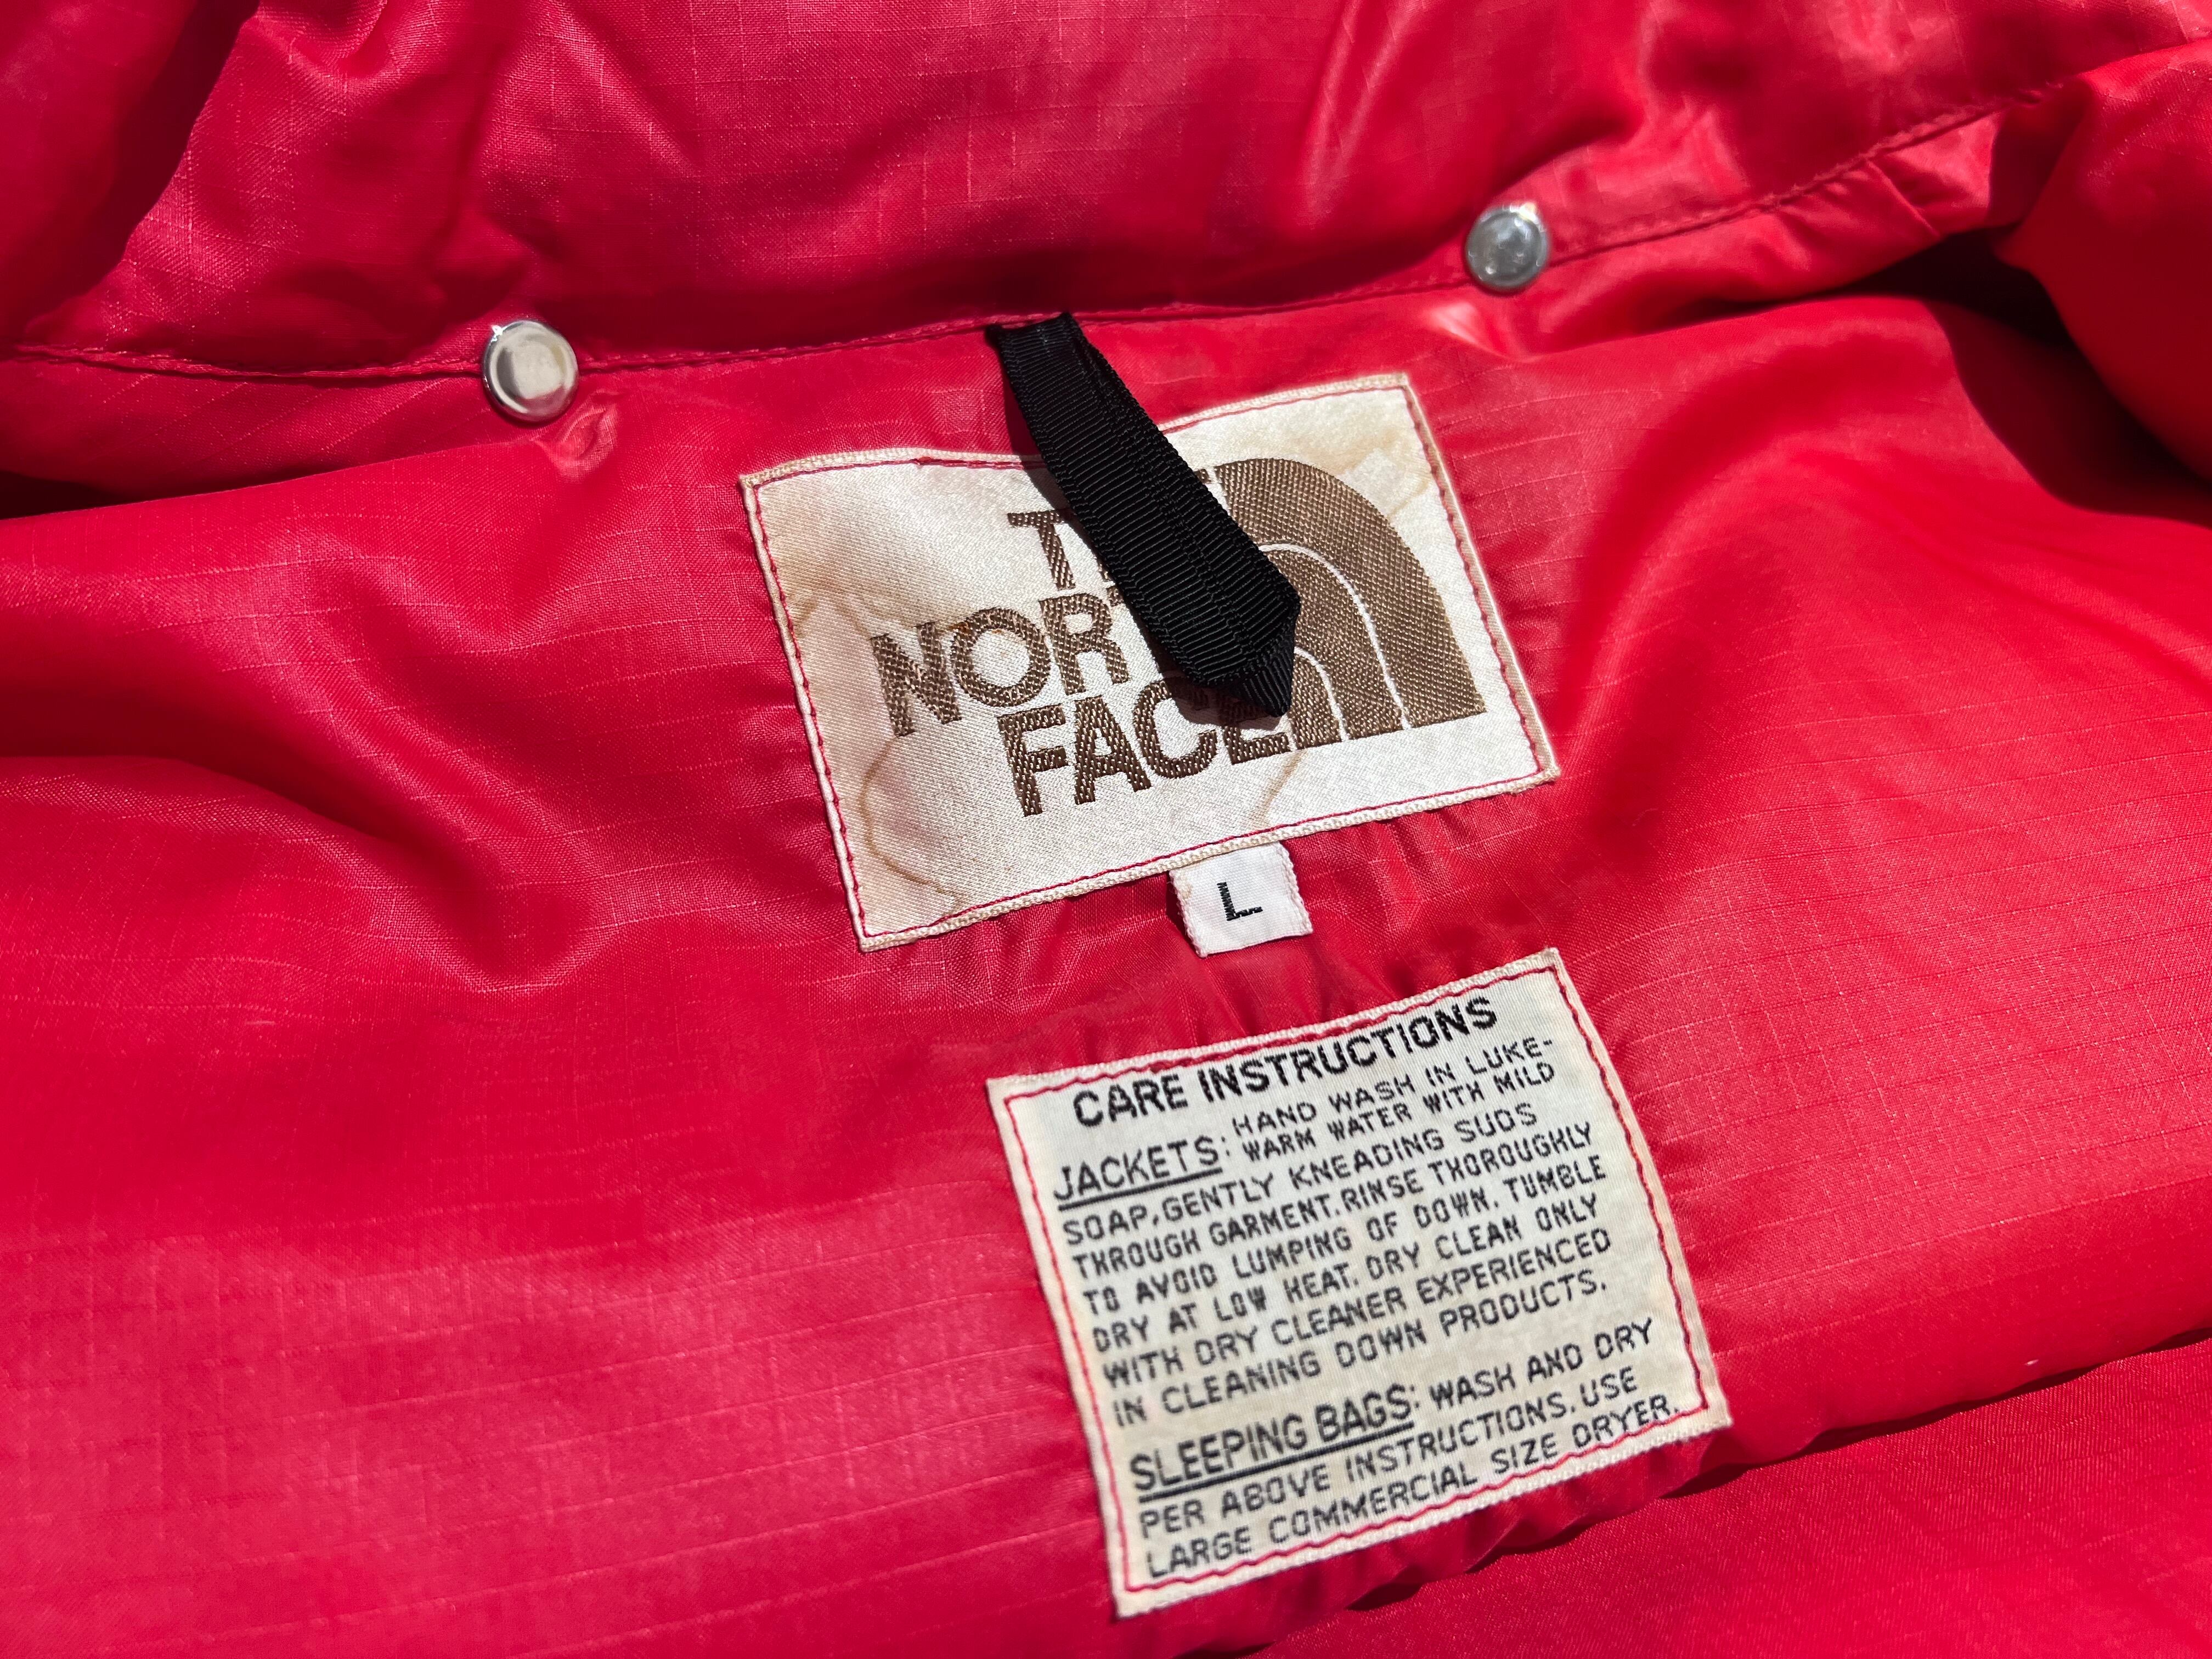 T
NOR
FACE
L
CARE INSTRUCTIONS
JACKETS: HAND WASH IN LUKE-
WARM WATER WITH MILD
SOAP, GENTLY KNEADING SUDS
THROUGH GARMENT. RINSE THOROUGHLY
TO AVOID LUMPING OF DOWN. TUMBLE
DRY AT LOW HEAT. DRY CLEAN ONLY
WITH DRY CLEANER EXPERIENCED
IN CLEANING DOWN PRODUCTS.
SLEEPING BAGS: WASH AND DRY
PER ABOVE INSTRUCTIONS. USE
LARGE COMMERCIAL SIZE DRYER.